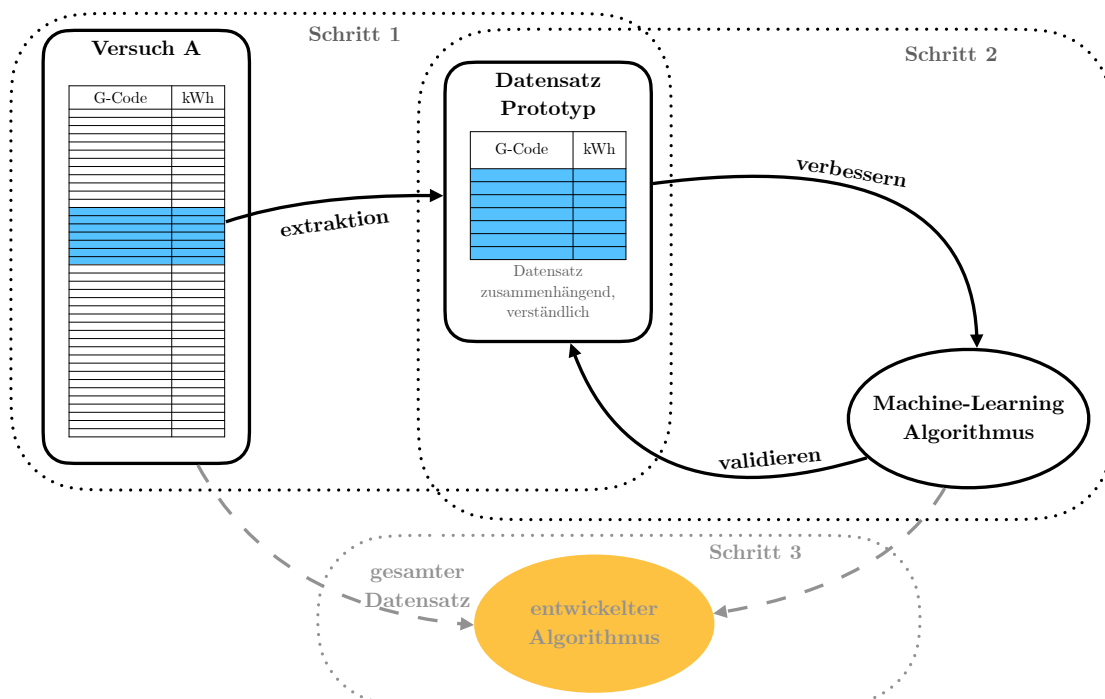 Schritt 1
Versuch A
G-Code kWh
extraktion
Schritt 2
Datensatz
Prototyp
G-Code kWh
Datensatz
zusammenhängend,
verständlich
verbessern
Machine-Learning
Algorithmus
validieren
Schritt 3
gesamter
Datensatz
entwickelter
Algorithmus